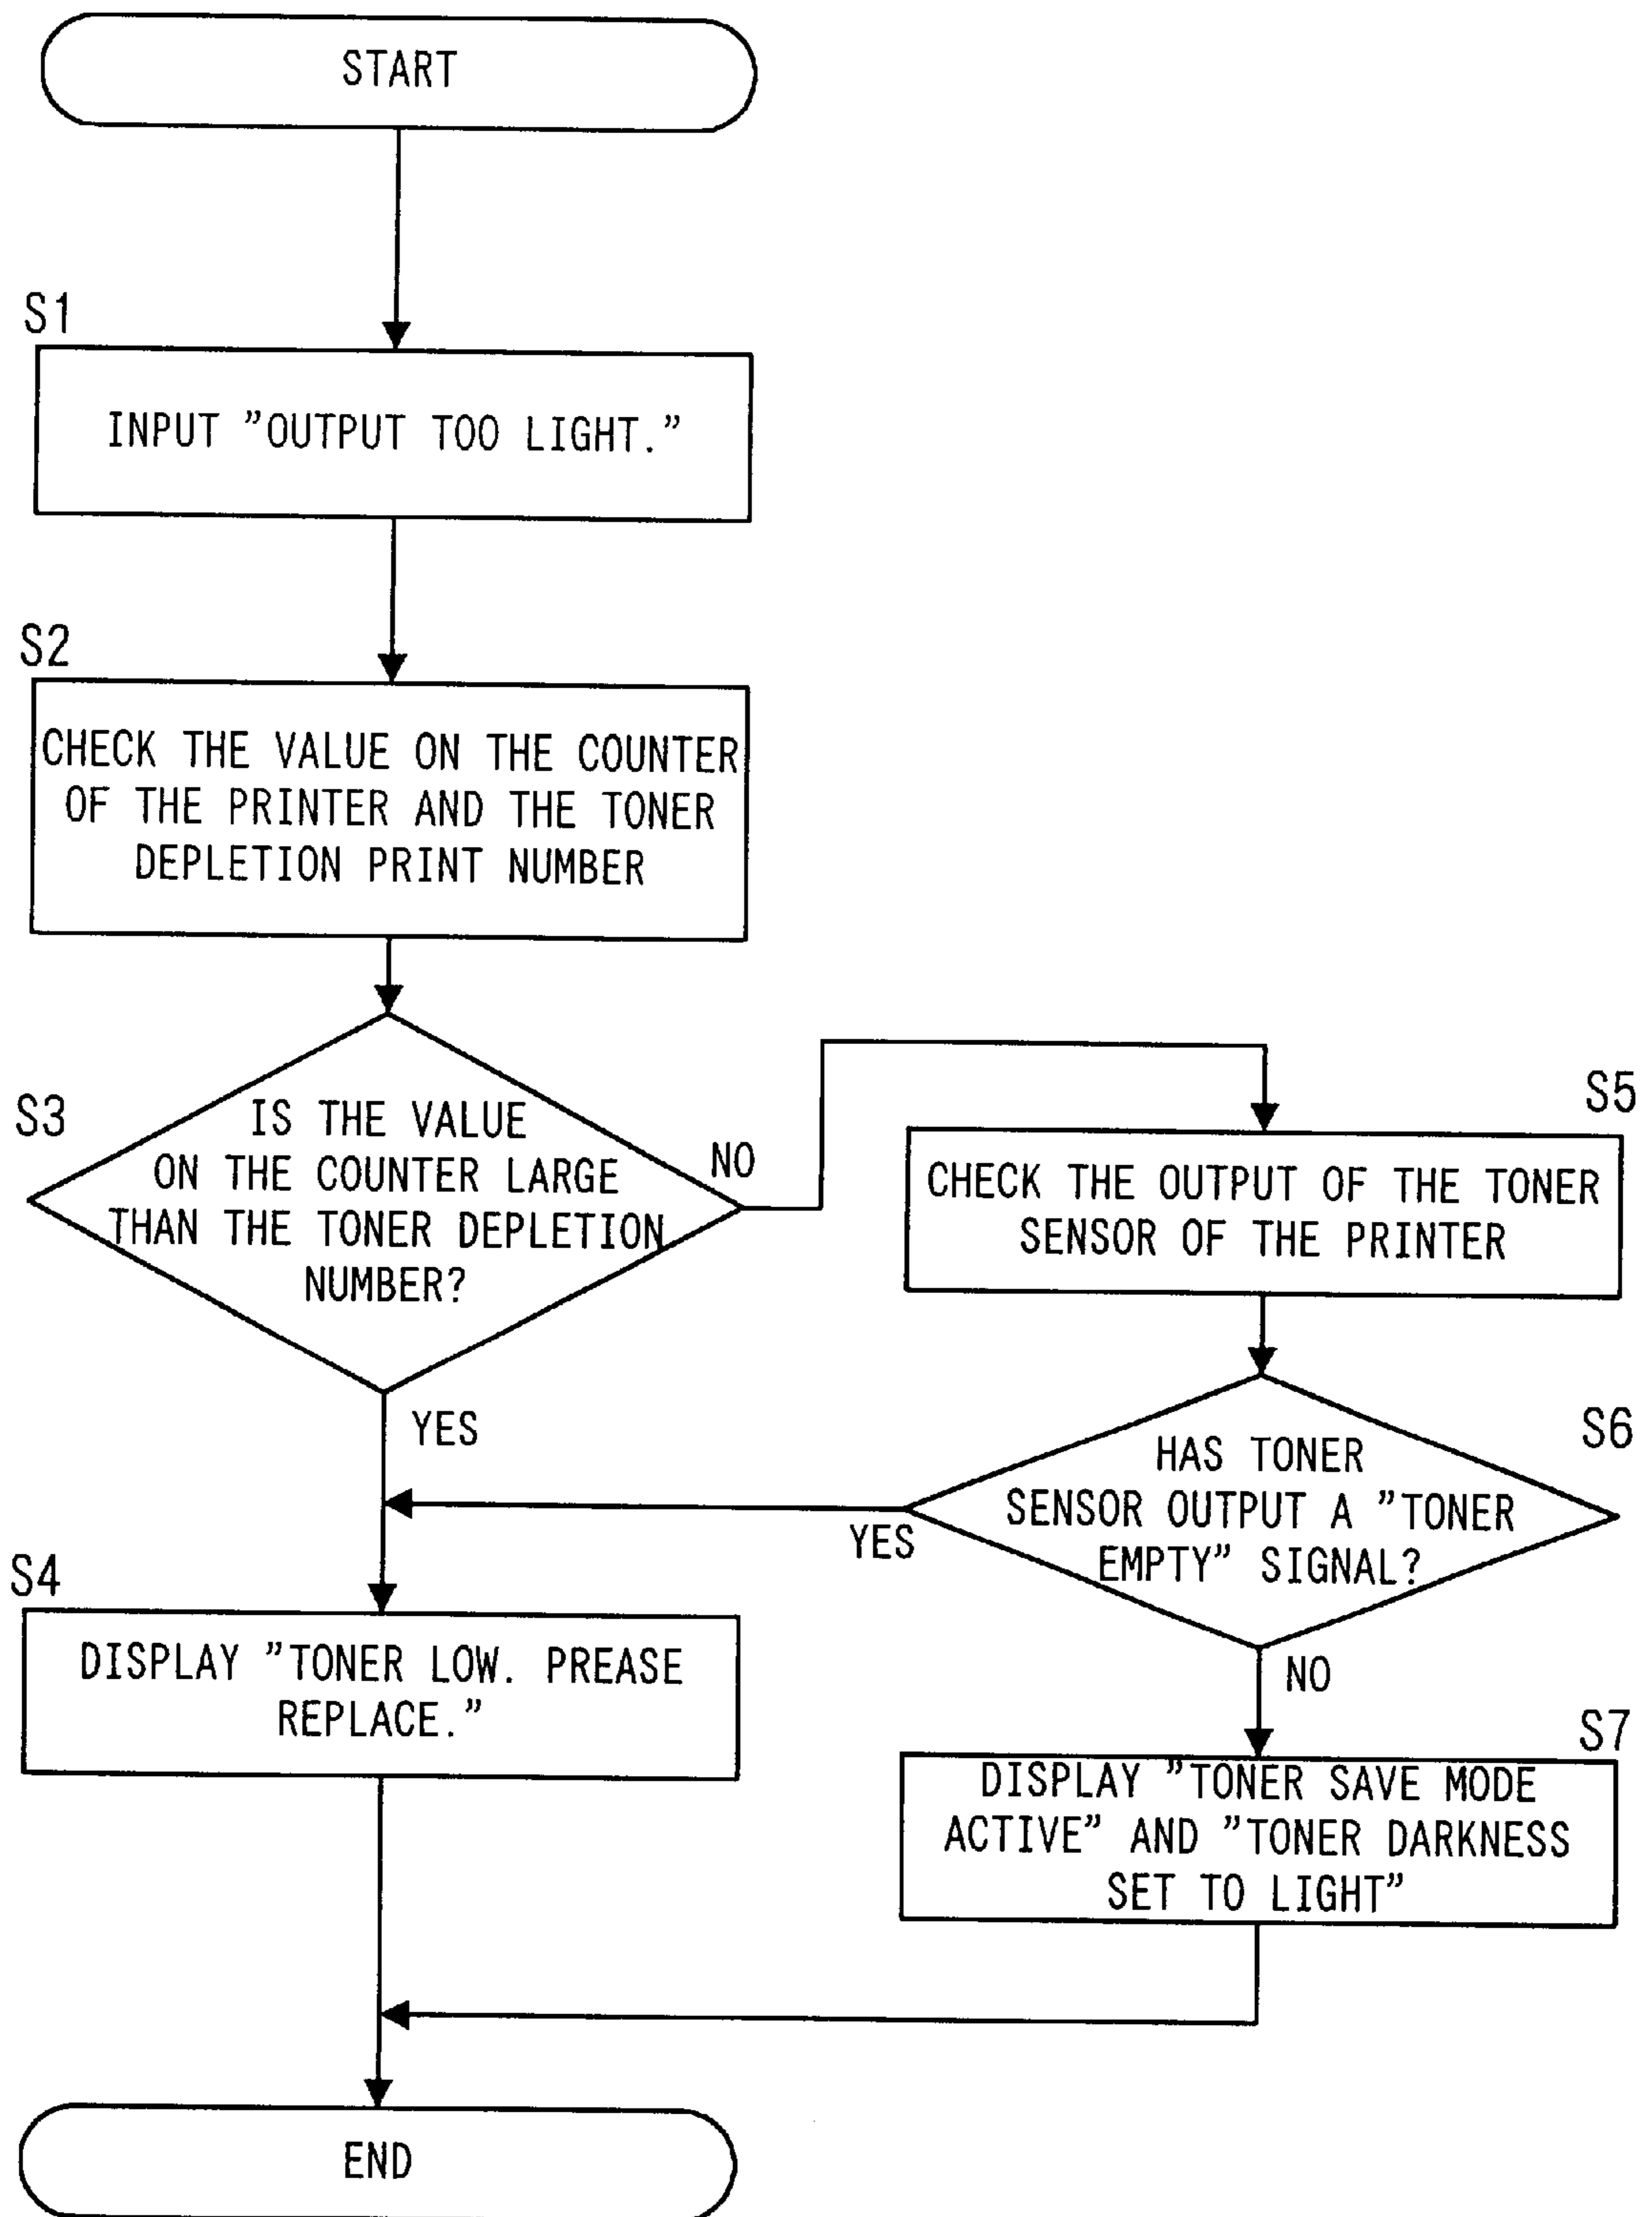 START
S1
INPUT ”OUTPUT TOO LIGHT.”
S2
CHECK THE VALUE ON THE COUNTER
OF THE PRINTER AND THE TONER
DEPLETION PRINT NUMBER
S3
IS THE VALUE
ON THE COUNTER LARGE
THAN THE TONER DEPLETION
NUMBER?
NO
YES
S5
CHECK THE OUTPUT OF THE TONER
SENSOR OF THE PRINTER
S6
HAS TONER
SENSOR OUTPUT A ”TONER
EMPTY” SIGNAL?
YES
NO
S4
DISPLAY ”TONER LOW. PREASE
REPLACE.”
S7
DISPLAY ”TONER SAVE MODE
ACTIVE” AND ”TONER DARKNESS
SET TO LIGHT”
END